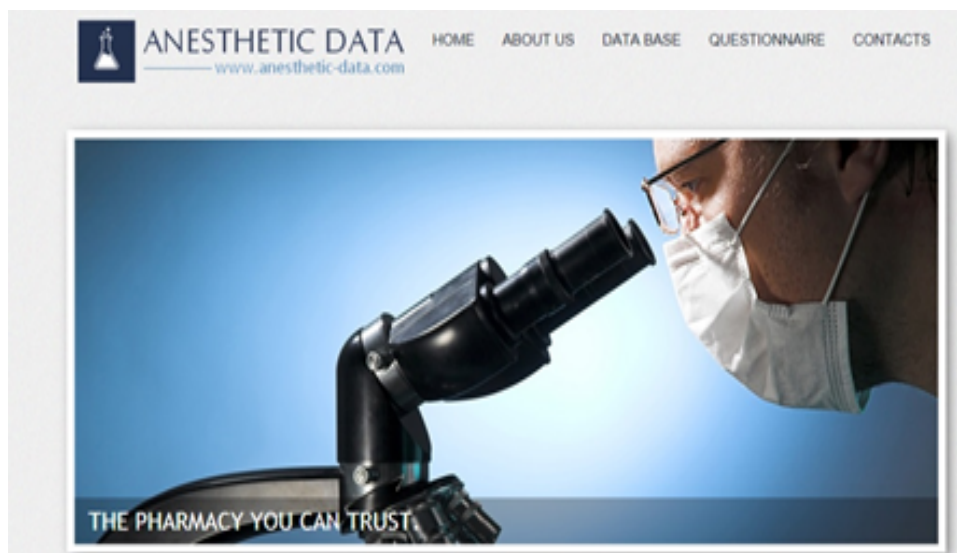 ANESTHETIC DATA
www.anesthetic-data.com
HOME ABOUT US DATA BASE QUESTIONNAIRE CONTACTS
THE PHARMACY YOU CAN TRUST.